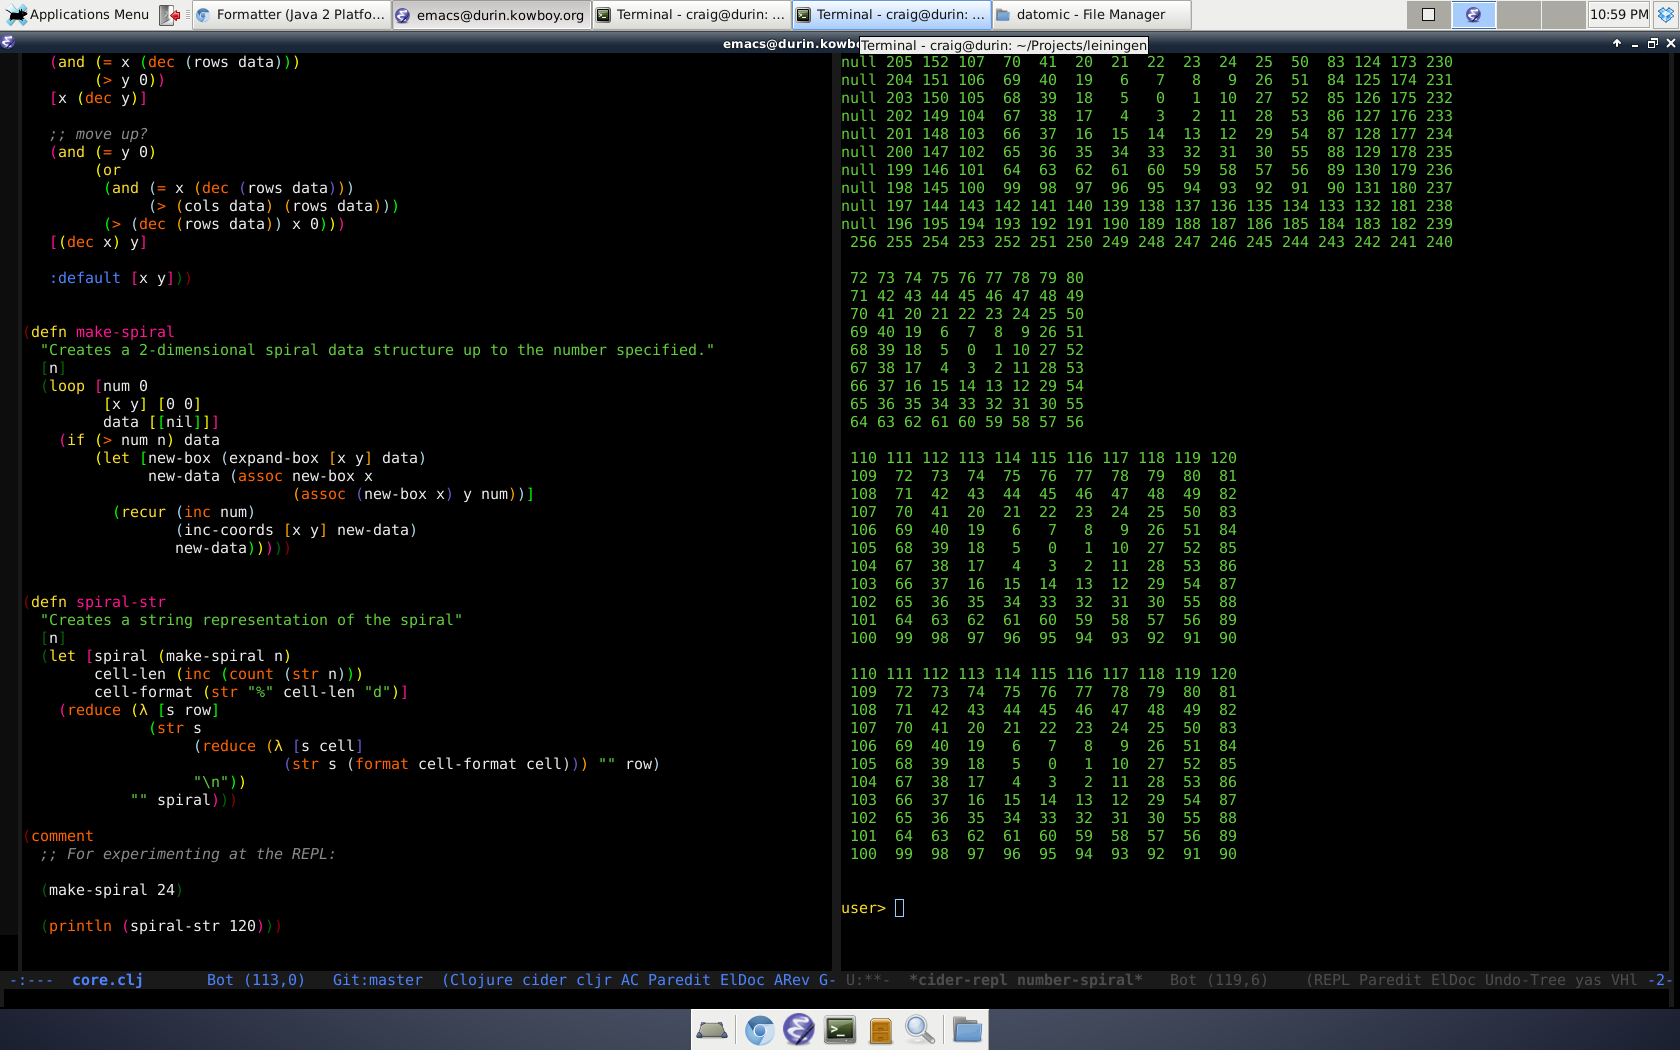 Applications Menu
Formatter (Java 2 Platfo...
emacs@durin.kowboy.org
Terminal - craig@durin: ...
Terminal - craig@durin: ...
datomic - File Manager
10:59 PM
emacs@durin.kowbo
Terminal - craig@durin: ~/Projects/leiningen
(and (= x (dec (rows data)))
(> y 0))
[x (dec y)]
;; move up?
(and (= y 0)
(or
(and (= x (dec (rows data)))
(> (cols data) (rows data)))
(> (dec (rows data)) x 0)))
[(dec x) y]
:default [x y]))
(defn make-spiral
"Creates a 2-dimensional spiral data structure up to the number specified."
[n]
(loop [num 0
[x y] [0 0]
data [[nil]]]
(if (> num n) data
(let [new-box (expand-box [x y] data)
new-data (assoc new-box x
(assoc (new-box x) y num))]
(recur (inc num)
(inc-coords [x y] new-data)
new-data)))))
(defn spiral-str
"Creates a string representation of the spiral"
[n]
(let [spiral (make-spiral n)
cell-len (inc (count (str n)))
cell-format (str "%" cell-len "d")]
(reduce (λ [s row]
(str s
(reduce (λ [s cell]
(str s (format cell-format cell))) "" row)
"\n"))
"" spiral)))
(comment
;; For experimenting at the REPL:
(make-spiral 24)
(println (spiral-str 120)))
-:--- core.clj Bot (113,0) Git:master (Clojure cider cljr AC Paredit ElDoc ARev G-
null 205 152 107 70 41 20 21 22 23 24 25 50 83 124 173 230
null 204 151 106 69 40 19 6 7 8 9 26 51 84 125 174 231
null 203 150 105 68 39 18 5 0 1 10 27 52 85 126 175 232
null 202 149 104 67 38 17 4 3 2 11 28 53 86 127 176 233
null 201 148 103 66 37 16 15 14 13 12 29 54 87 128 177 234
null 200 147 102 65 36 35 34 33 32 31 30 55 88 129 178 235
null 199 146 101 64 63 62 61 60 59 58 57 56 89 130 179 236
null 198 145 100 99 98 97 96 95 94 93 92 91 90 131 180 237
null 197 144 143 142 141 140 139 138 137 136 135 134 133 132 181 238
null 196 195 194 193 192 191 190 189 188 187 186 185 184 183 182 239
256 255 254 253 252 251 250 249 248 247 246 245 244 243 242 241 240
72 73 74 75 76 77 78 79 80
71 42 43 44 45 46 47 48 49
70 41 20 21 22 23 24 25 50
69 40 19 6 7 8 9 26 51
68 39 18 5 0 1 10 27 52
67 38 17 4 3 2 11 28 53
66 37 16 15 14 13 12 29 54
65 36 35 34 33 32 31 30 55
64 63 62 61 60 59 58 57 56
110 111 112 113 114 115 116 117 118 119 120
109 72 73 74 75 76 77 78 79 80 81
108 71 42 43 44 45 46 47 48 49 82
107 70 41 20 21 22 23 24 25 50 83
106 69 40 19 6 7 8 9 26 51 84
105 68 39 18 5 0 1 10 27 52 85
104 67 38 17 4 3 2 11 28 53 86
103 66 37 16 15 14 13 12 29 54 87
102 65 36 35 34 33 32 31 30 55 88
101 64 63 62 61 60 59 58 57 56 89
100 99 98 97 96 95 94 93 92 91 90
110 111 112 113 114 115 116 117 118 119 120
109 72 73 74 75 76 77 78 79 80 81
108 71 42 43 44 45 46 47 48 49 82
107 70 41 20 21 22 23 24 25 50 83
106 69 40 19 6 7 8 9 26 51 84
105 68 39 18 5 0 1 10 27 52 85
104 67 38 17 4 3 2 11 28 53 86
103 66 37 16 15 14 13 12 29 54 87
102 65 36 35 34 33 32 31 30 55 88
101 64 63 62 61 60 59 58 57 56 89
100 99 98 97 96 95 94 93 92 91 90
user>
U:**- *cider-repl number-spiral* Bot (119,6) (REPL Paredit ElDoc Undo-Tree yas VHl -2-